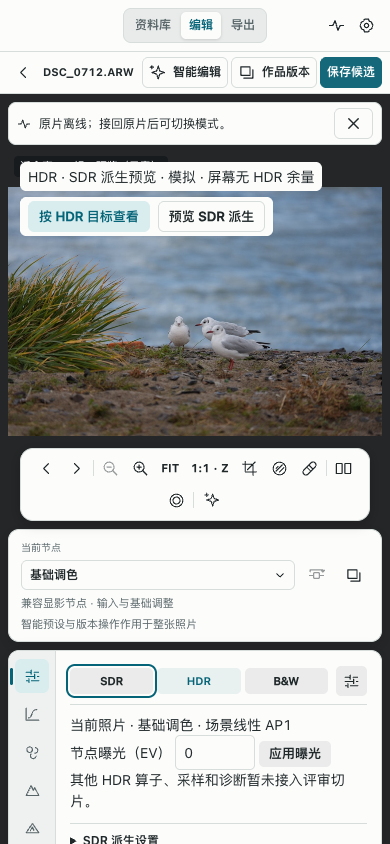 资料库 编辑 导出
DSC_0712.ARW 智能编辑 作品版本 保存候选
原片离线；接回原片后可切换模式。
HDR · SDR 派生预览 · 模拟 · 屏幕无 HDR 余量
按 HDR 目标查看 预览 SDR 派生
FIT 1:1 · Z
当前节点
基础调色
兼容显影节点 · 输入与基础调整
智能预设与版本操作作用于整张照片
SDR HDR B&W
当前照片 · 基础调色 · 场景线性 AP1
节点曝光（EV） 0 应用曝光
其他 HDR 算子、采样和诊断暂未接入评审切
片。
SDR 派生设置